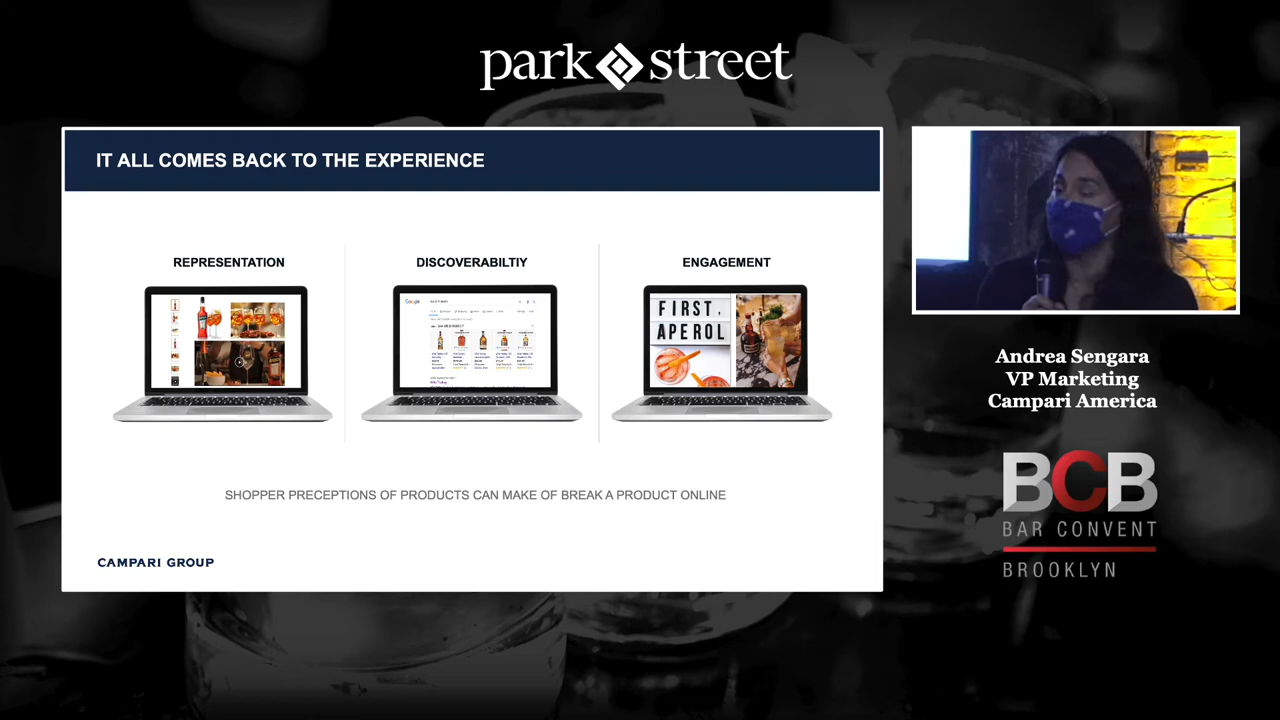 park street
IT ALL COMES BACK TO THE EXPERIENCE
REPRESENTATION
DISCOVERABILTIY
ENGAGEMENT
Google
FIRST,
APEROL
SHOPPER PRECEPTIONS OF PRODUCTS CAN MAKE OF BREAK A PRODUCT ONLINE
CAMPARI GROUP
Andrea Sengara
VP Marketing
Campari America
BCB
BAR CONVENT
BROOKLYN